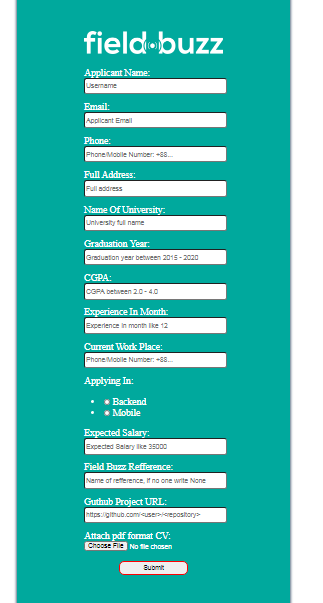 fieldbuzz
Applicant Name:
Username
Email:
Applicant Email
Phone:
Phone/Mobile Number: +88...
Full Address:
Full address
Name Of University:
University full name
Graduation Year:
Graduation year between 2015 - 2020
CGPA:
CGPA between 2.0 - 4.0
Experience In Month:
Experience in month like 12
Current Work Place:
Phone/Mobile Number: +88...
Applying In:
Backend
Mobile
Expected Salary:
Expected Salary like 35000
Field Buzz Refference:
Name of refference, if no one write None
Guthub Project URL:
https://github.com/<user>/<repository>
Attach pdf format CV:
Choose File No file chosen
Submit